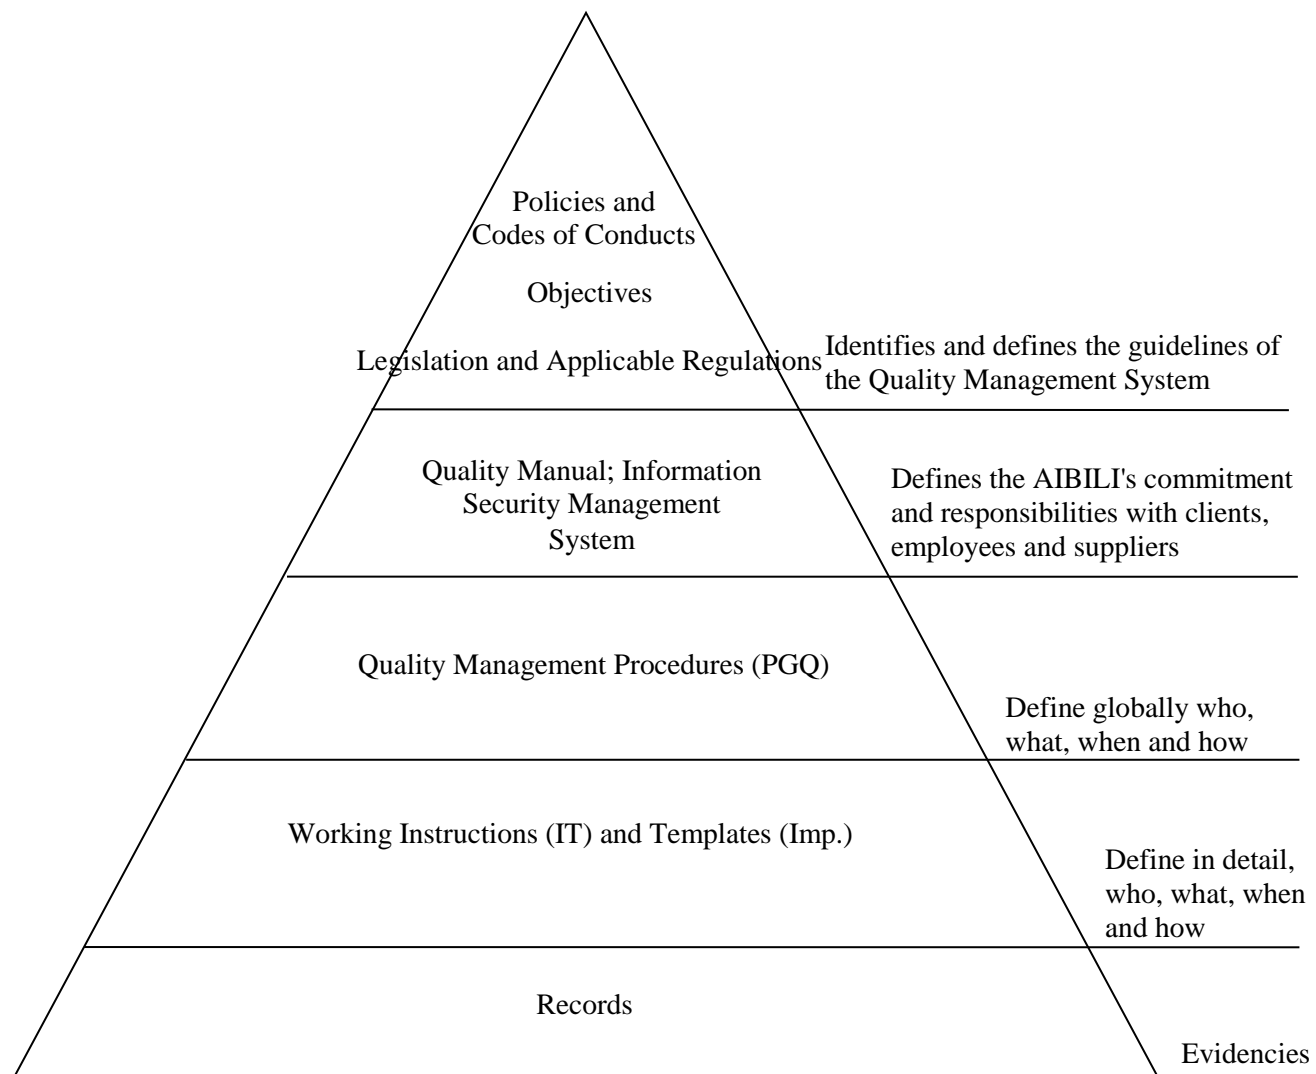 Policies and
Codes of Conducts
Objectives
Legislation and Applicable Regulations
Identifies and defines the guidelines of
the Quality Management System
Quality Manual; Information
Security Management
System
Defines the AIBILI's commitment
and responsibilities with clients,
employees and suppliers
Quality Management Procedures (PGQ)
Define globally who,
what, when and how
Working Instructions (IT) and Templates (Imp.)
Define in detail,
who, what, when
and how
Records
Evidencies